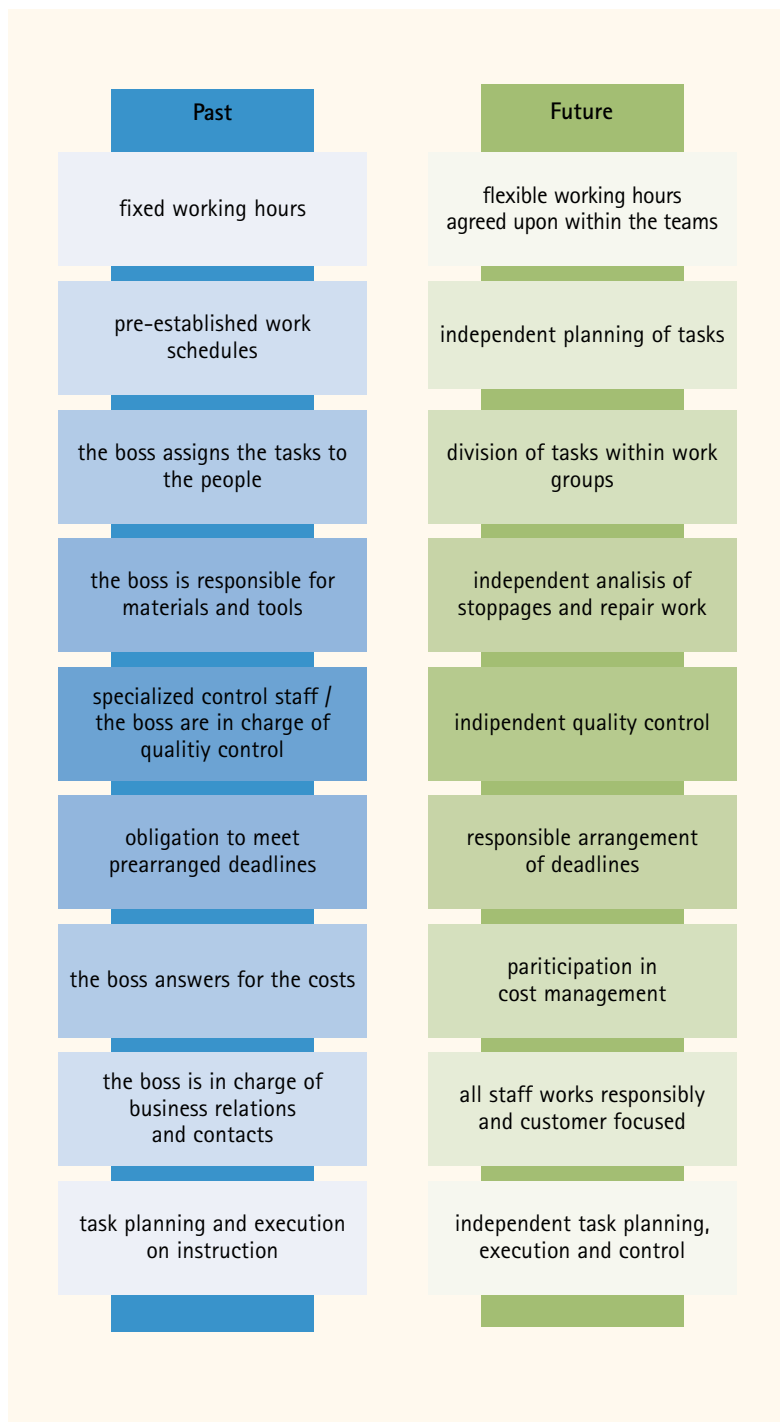 Past
fixed working hours
pre-established work
schedules
the boss assigns the tasks to
the people
the boss is responsible for
materials and tools
specialized control staff /
the boss are in charge of
qualitiy control
obligation to meet
prearranged deadlines
the boss answers for the costs
the boss is in charge of
business relations
and contacts
task planning and execution
on instruction
Future
flexible working hours
agreed upon within the teams
independent planning of tasks
division of tasks within work
groups
independent analisis of
stoppages and repair work
indipendent quality control
responsible arrangement
of deadlines
pariticipation in
cost management
all staff works responsibly
and customer focused
independent task planning,
execution and control